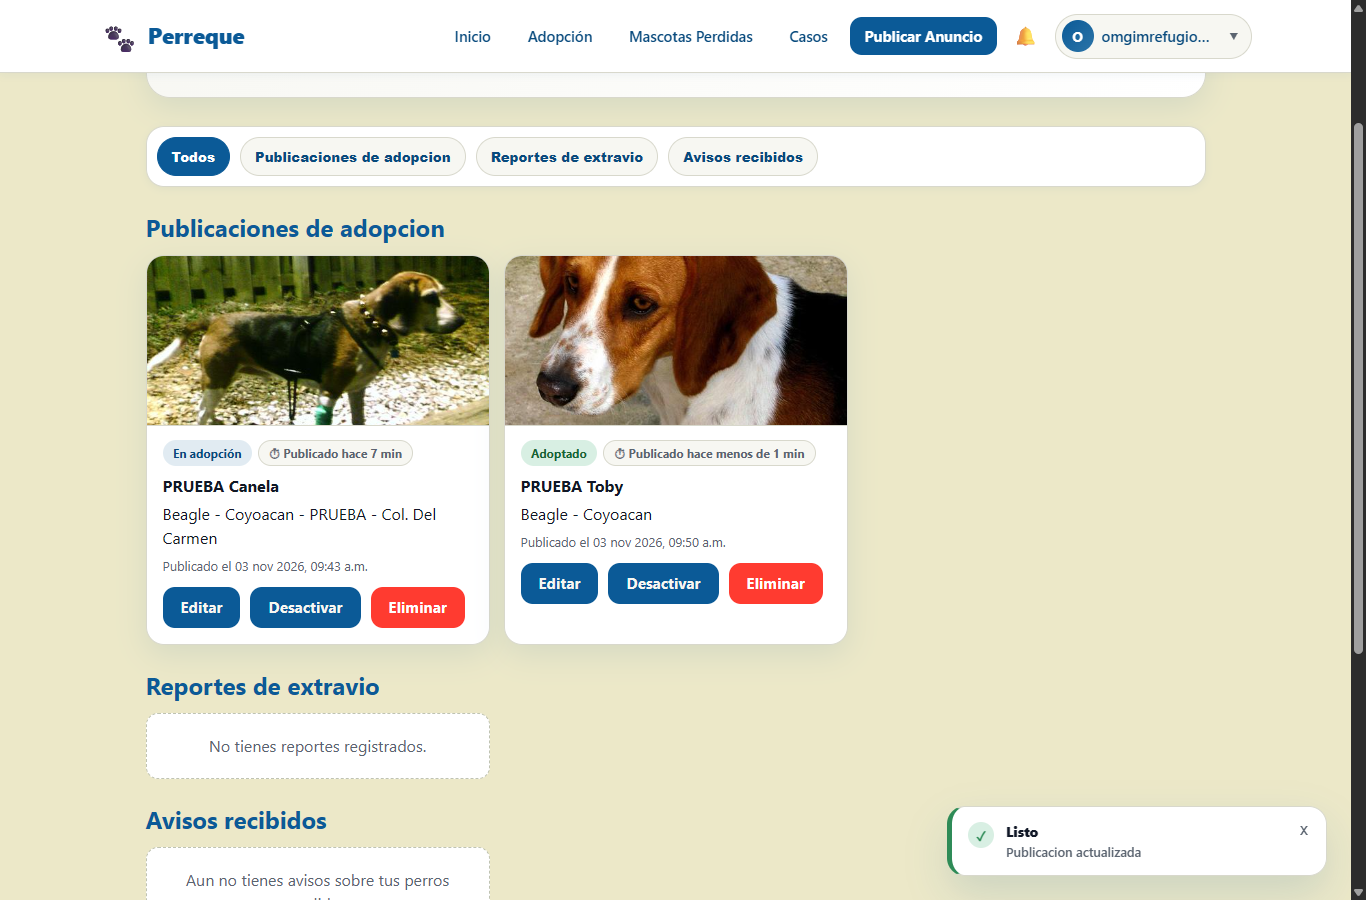 Perreque
Inicio
Adopción
Mascotas Perdidas
Casos
Publicar Anuncio
O
omgimrefugio...
Todos
Publicaciones de adopcion
Reportes de extravio
Avisos recibidos
Publicaciones de adopcion
En adopción
Publicado hace 7 min
PRUEBA Canela
Beagle - Coyoacan - PRUEBA - Col. Del
Carmen
Publicado el 03 nov 2026, 09:43 a.m.
Editar
Desactivar
Eliminar
Adoptado
Publicado hace menos de 1 min
PRUEBA Toby
Beagle - Coyoacan
Publicado el 03 nov 2026, 09:50 a.m.
Editar
Desactivar
Eliminar
Reportes de extravio
No tienes reportes registrados.
Avisos recibidos
Aun no tienes avisos sobre tus perros
Listo
X
Publicacion actualizada